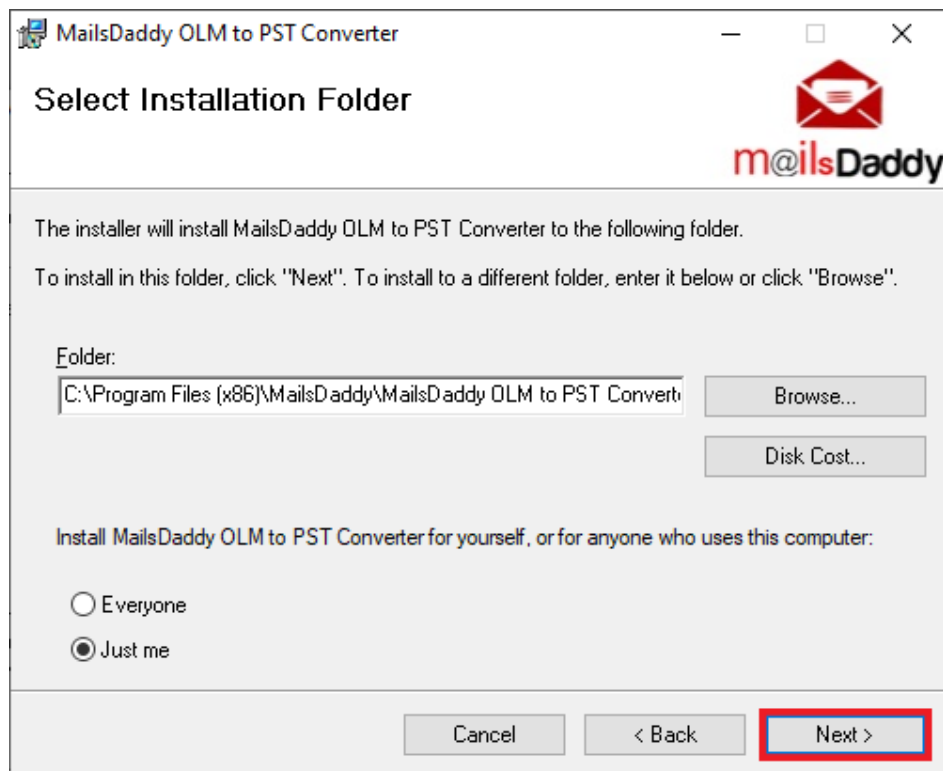 MailsDaddy OLM to PST Converter
Select Installation Folder
m@ilsDaddy
The installer will install MailsDaddy OLM to PST Converter to the following folder.
To install in this folder, click "Next". To install to a different folder, enter it below or click "Browse".
Folder:
C:\Program Files (x86)\MailsDaddy\MailsDaddy OLM to PST Converte
Browse...
Disk Cost...
Install MailsDaddy OLM to PST Converter for yourself, or for anyone who uses this computer:
Everyone
Just me
Cancel
< Back
Next >